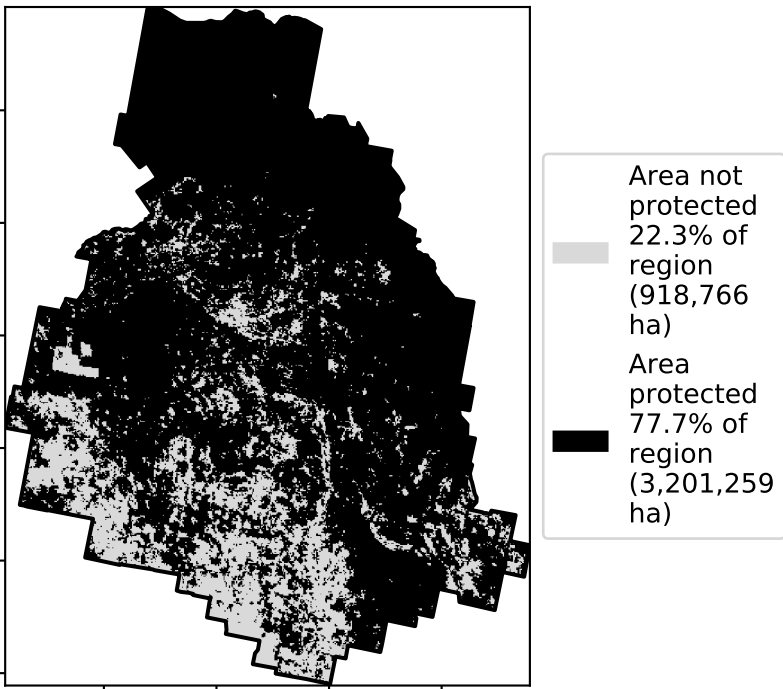 Area not
protected
22.3% of
region
(918,766
ha)
Area
protected
77.7% of
region
(3,201,259
ha)